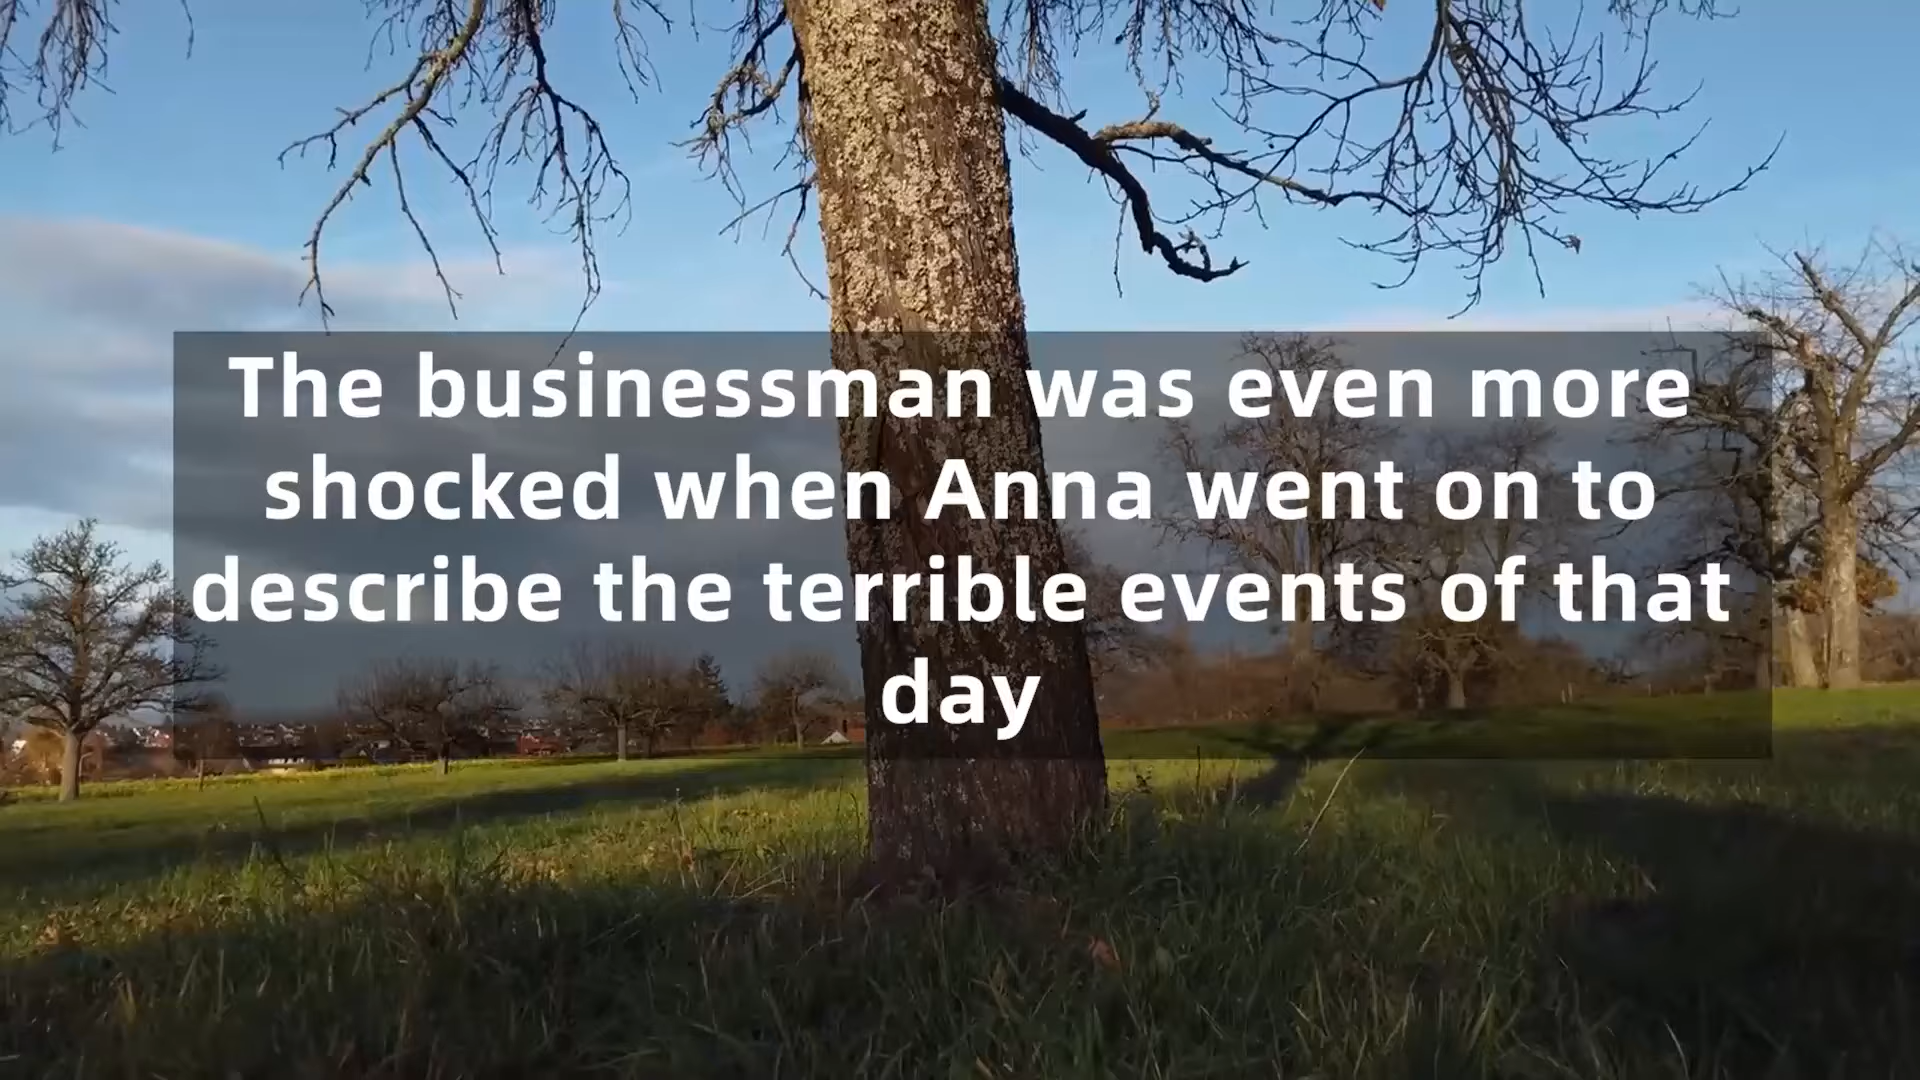 The businessman was even more
shocked when Anna went on to
describe the terrible events of that
day